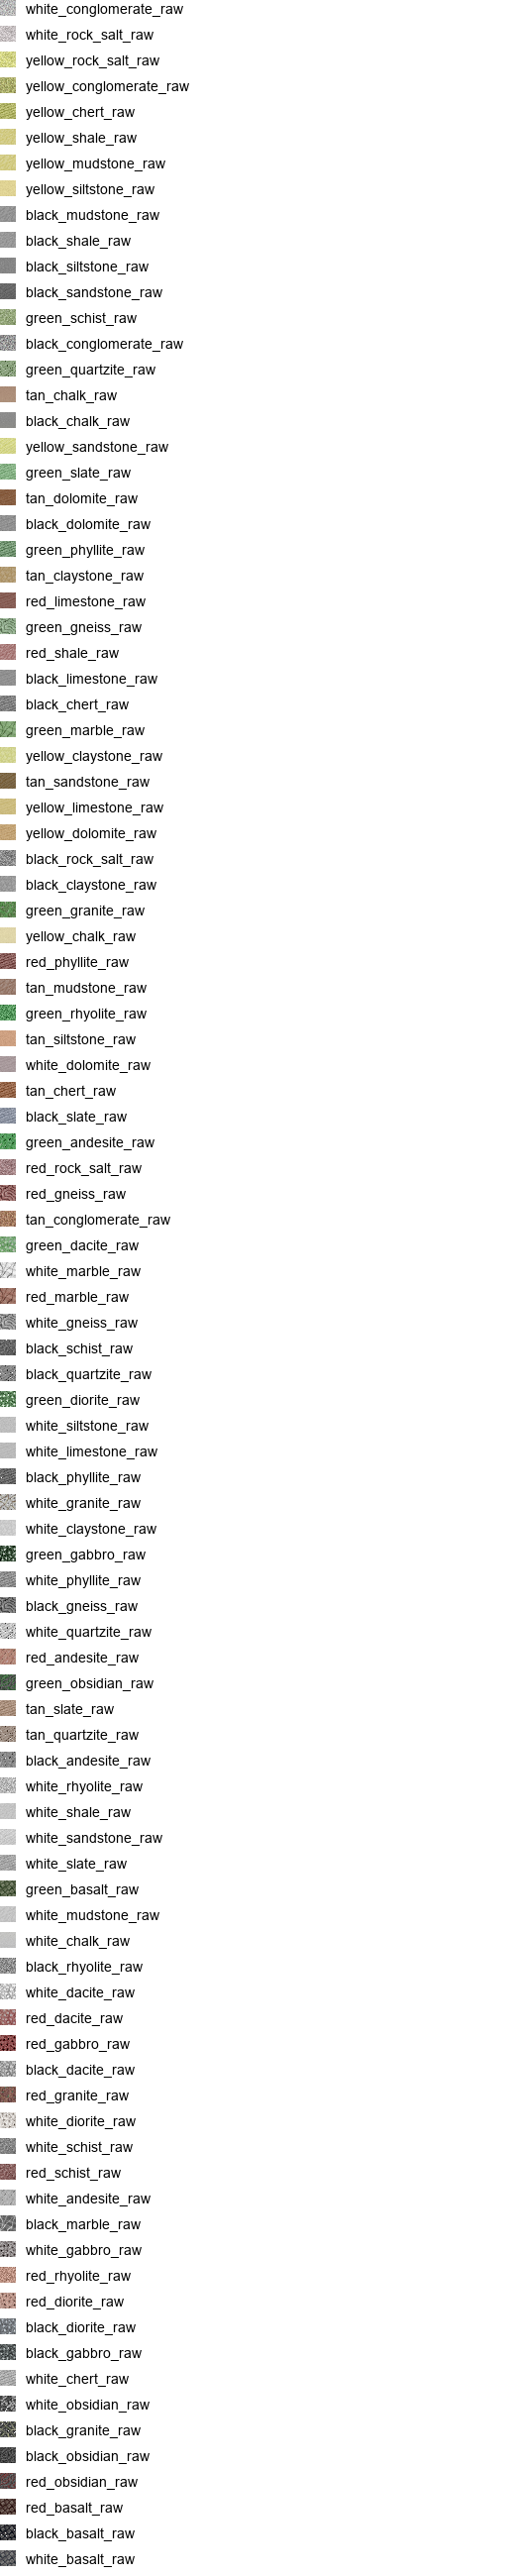 white_conglomerate_raw
white_rock_salt_raw
yellow_rock_salt_raw
yellow_conglomerate_raw
yellow_chert_raw
yellow_shale_raw
yellow_mudstone_raw
yellow_siltstone_raw
black_mudstone_raw
black_shale_raw
black_siltstone_raw
black_sandstone_raw
green_schist_raw
black_conglomerate_raw
green_quartzite_raw
tan_chalk_raw
black_chalk_raw
yellow_sandstone_raw
green_slate_raw
tan_dolomite_raw
black_dolomite_raw
green_phyllite_raw
tan_claystone_raw
red_limestone_raw
green_gneiss_raw
red_shale_raw
black_limestone_raw
black_chert_raw
green_marble_raw
yellow_claystone_raw
tan_sandstone_raw
yellow_limestone_raw
yellow_dolomite_raw
black_rock_salt_raw
black_claystone_raw
green_granite_raw
yellow_chalk_raw
red_phyllite_raw
tan_mudstone_raw
green_rhyolite_raw
tan_siltstone_raw
white_dolomite_raw
tan_chert_raw
black_slate_raw
green_andesite_raw
red_rock_salt_raw
red_gneiss_raw
tan_conglomerate_raw
green_dacite_raw
white_marble_raw
red_marble_raw
white_gneiss_raw
black_schist_raw
black_quartzite_raw
green_diorite_raw
white_siltstone_raw
white_limestone_raw
black_phyllite_raw
white_granite_raw
white_claystone_raw
green_gabbro_raw
white_phyllite_raw
black_gneiss_raw
white_quartzite_raw
red_andesite_raw
green_obsidian_raw
tan_slate_raw
tan_quartzite_raw
black_andesite_raw
white_rhyolite_raw
white_shale_raw
white_sandstone_raw
white_slate_raw
green_basalt_raw
white_mudstone_raw
white_chalk_raw
black_rhyolite_raw
white_dacite_raw
red_dacite_raw
red_gabbro_raw
black_dacite_raw
red_granite_raw
white_diorite_raw
white_schist_raw
red_schist_raw
white_andesite_raw
black_marble_raw
white_gabbro_raw
red_rhyolite_raw
red_diorite_raw
black_diorite_raw
black_gabbro_raw
white_chert_raw
white_obsidian_raw
black_granite_raw
black_obsidian_raw
red_obsidian_raw
red_basalt_raw
black_basalt_raw
white_basalt_raw